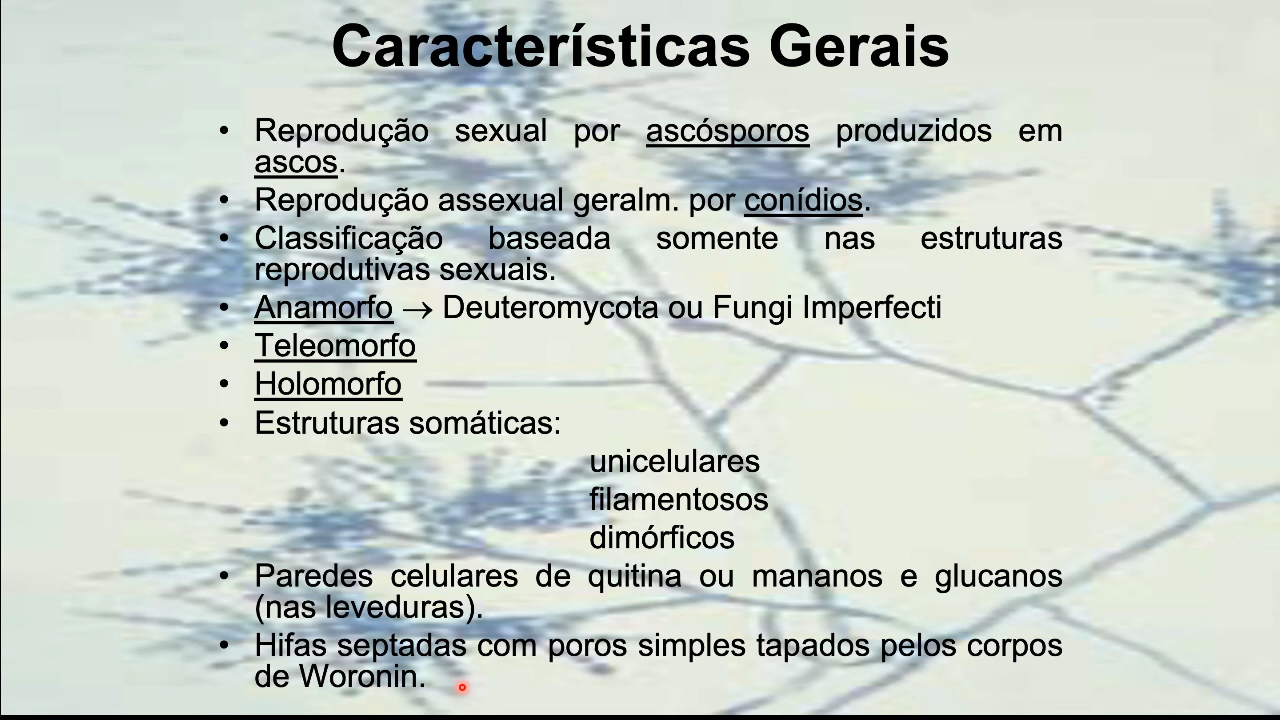 Características Gerais
• Reprodução sexual por ascósporos produzidos em
ascos.
• Reprodução assexual geralm. por conídios.
• Classificação baseada somente nas estruturas
reprodutivas sexuais.
• Anamorfo → Deuteromycota ou Fungi Imperfecti
• Teleomorfo
• Holomorfo
• Estruturas somáticas:
unicelulares
filamentosos
dimórficos
• Paredes celulares de quitina ou mananos e glucanos
(nas leveduras).
• Hifas septadas com poros simples tapados pelos corpos
de Woronin.